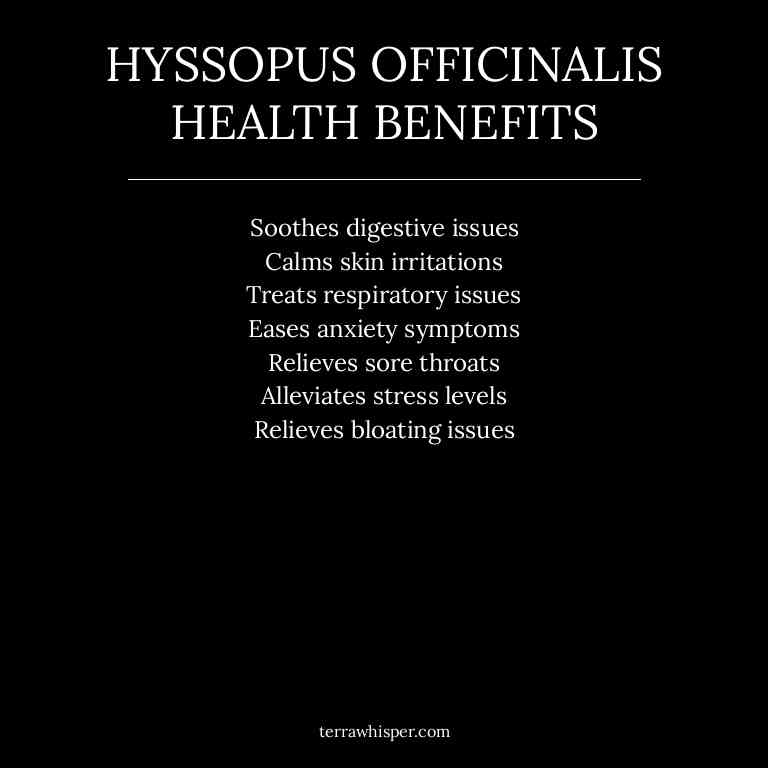 HYSSOPUS OFFICINALIS
HEALTH BENEFITS
Soothes digestive issues
Calms skin irritations
Treats respiratory issues
Eases anxiety symptoms
Relieves sore throats
Alleviates stress levels
Relieves bloating issues
terrawhisper.com